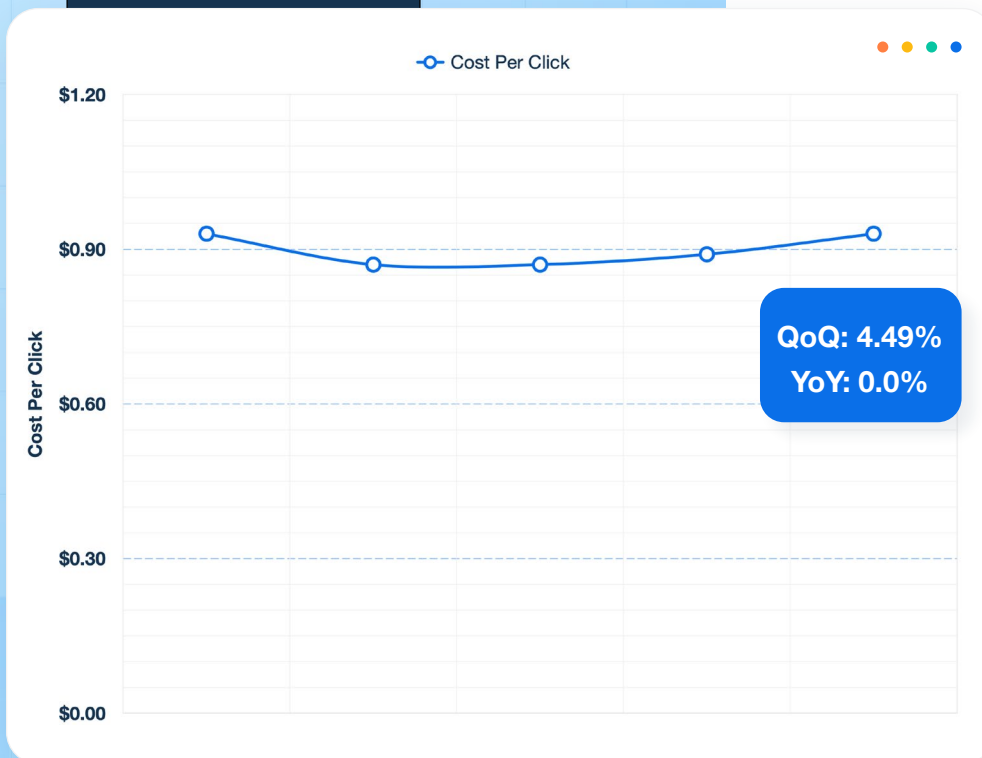 Cost Per Click
$1.20
$0.90
$0.60
$0.30
$0.00
Cost Per Click
QoQ: 4.49%
YoY: 0.0%